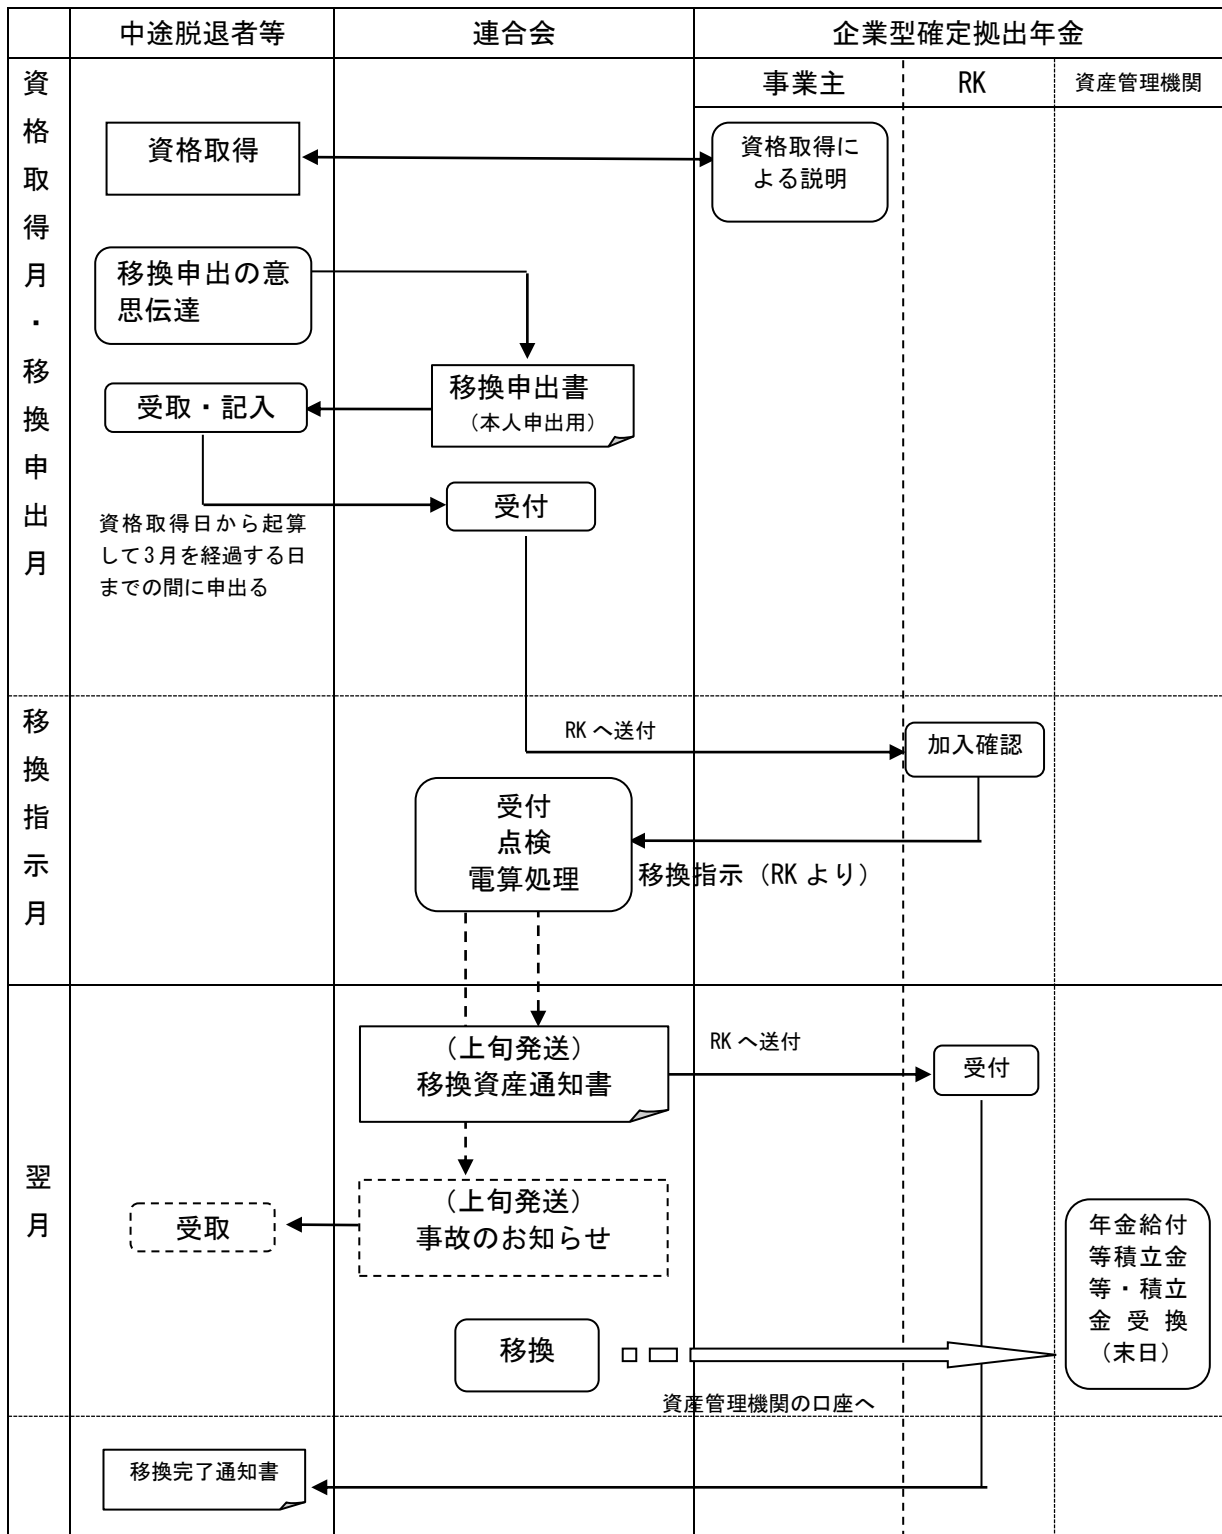 中途脱退者等
連合会
企業型確定拠出年金
事業主
RK
資産管理機関
資格取得月・移換申出月
資格取得
資格取得に
よる説明
移換申出の意
思伝達
移換申出書
（本人申出用）
受取・記入
受付
資格取得日から起算
して3月を経過する日
までの間に申出る
移換指示月
RKへ送付
加入確認
受付
点検
電算処理
移換指示（RKより）
翌月
（上旬発送）
移換資産通知書
RKへ送付
受付
（上旬発送）
事故のお知らせ
受取
年金給付
等積立金
等・積立
金受換
（末日）
移換
資産管理機関の口座へ
移換完了通知書